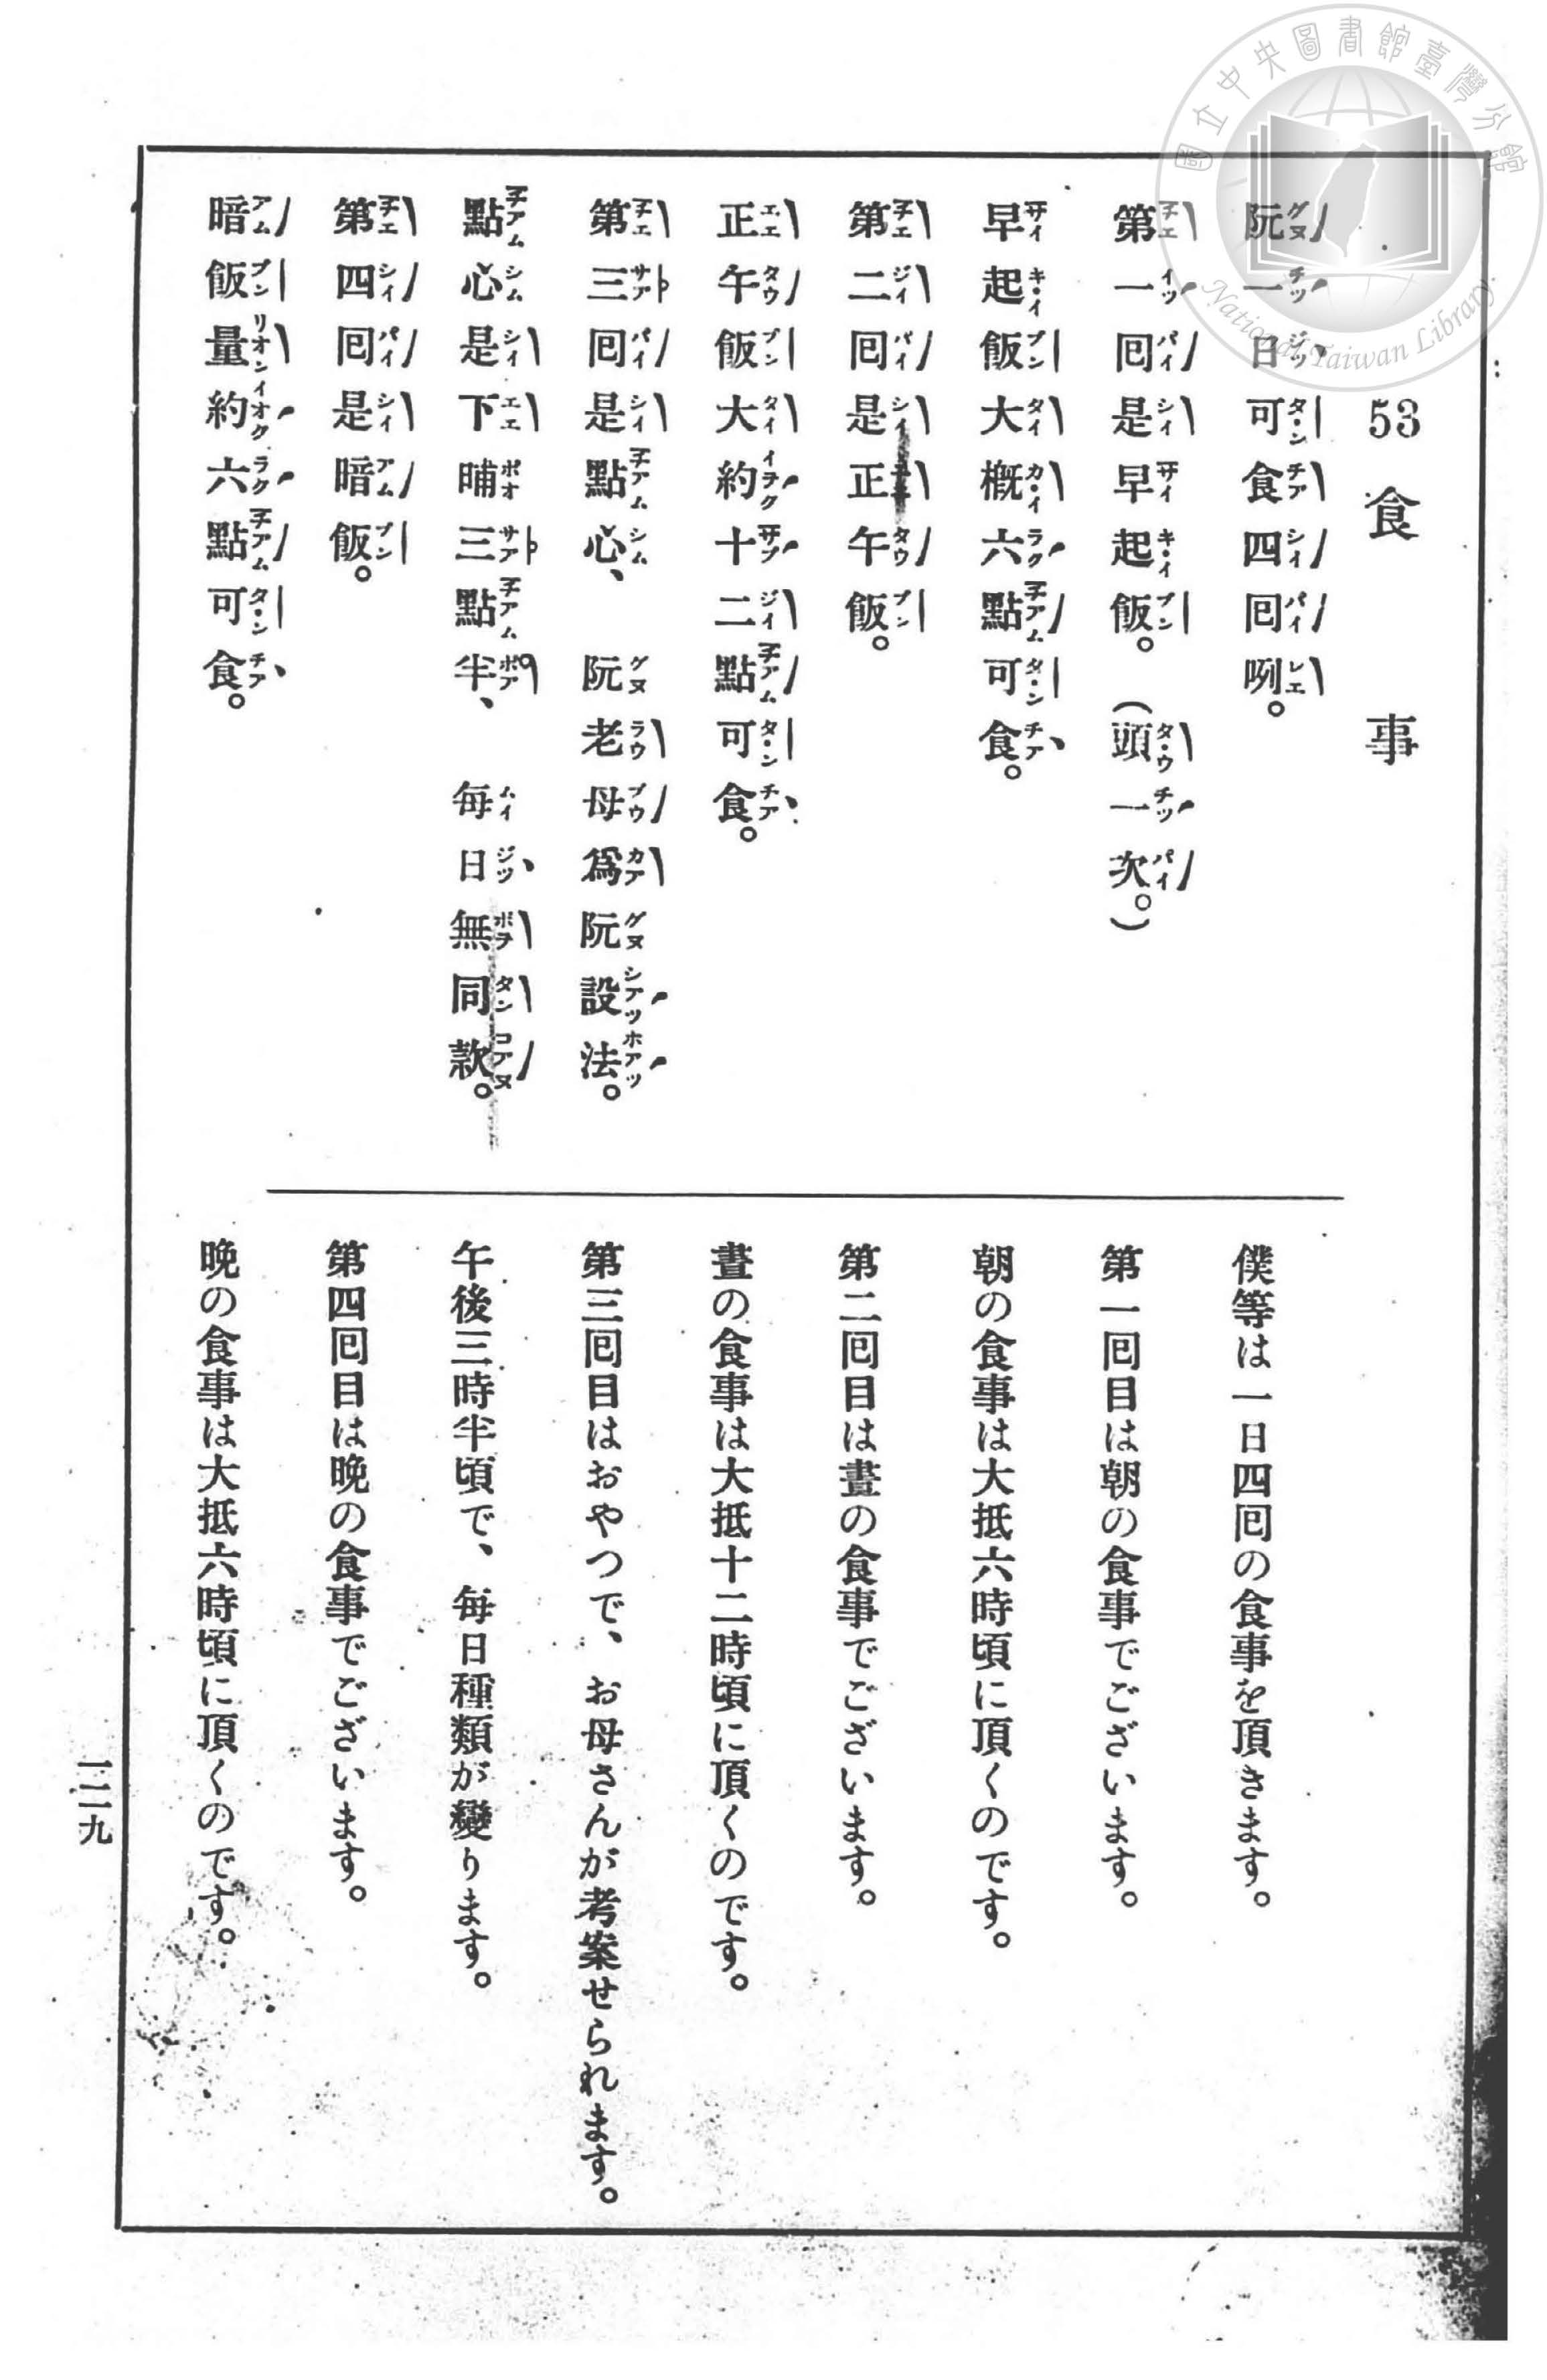 國立中央圖書館臺灣分館
National Taiwan Library
53 食事
阮一日可食四囘咧。
第一囘是早起飯。(頭一次。)
早起飯大概六點可食。
第二囘是正午飯。
正午飯大約十二點可食。
第三囘是點心、阮老母爲阮設法。
點心是下晡三點半、每日無同款。
第四囘是暗飯。
暗飯量約六點可食。
僕等は一日四囘の食事を頂きます。
第一囘目は朝の食事でございます。
朝の食事は大抵六時頃に頂くのです。
第二囘目は晝の食事でございます。
晝の食事は大抵十二時頃に頂くのです。
第三囘目はおやつで、お母さんが考案せられます。
午後三時半頃で、每日種類が變ります。
第四囘目は晩の食事でございます。
晩の食事は大抵六時頃に頂くのです。
一二九